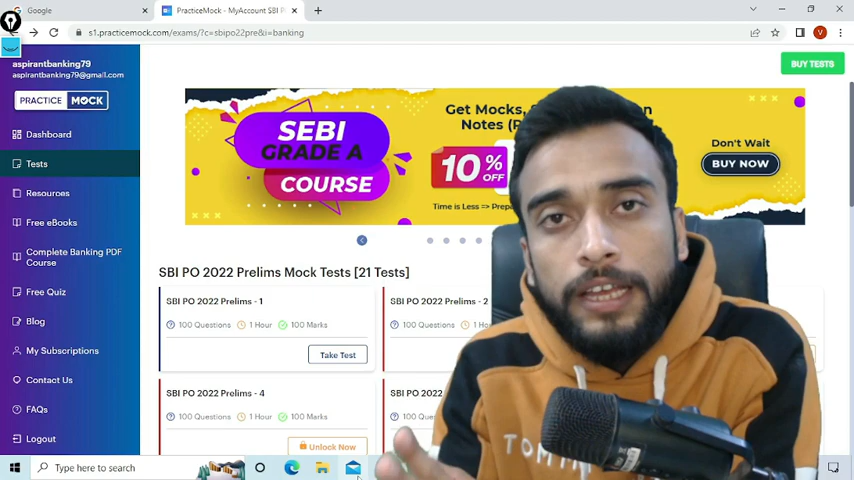 Google
PracticeMock - MyAccount SBI P
s1.practicemock.com/exams/?c=sbipo22pre&i=banking
aspirantbanking79
aspirantbanking79@gmail.com
PRACTICE MOCK
Dashboard
Tests
Resources
Free eBooks
Complete Banking PDF
Course
Free Quiz
Blog
My Subscriptions
Contact Us
FAQs
Logout
BUY TESTS
SEBI
GRADE A
COURSE
Get Mocks,
Notes
10% OFF
Time is Less =>
Don't Wait
BUY NOW
SBI PO 2022 Prelims Mock Tests [21 Tests]
SBI PO 2022 Prelims - 1
100 Questions 1 Hour 100 Marks
Take Test
SBI PO 2022 Prelims - 2
100 Questions
SBI PO 2022 Prelims - 4
100 Questions 1 Hour 100 Marks
Unlock Now
SBI PO 2022
100
TOMM
Type here to search